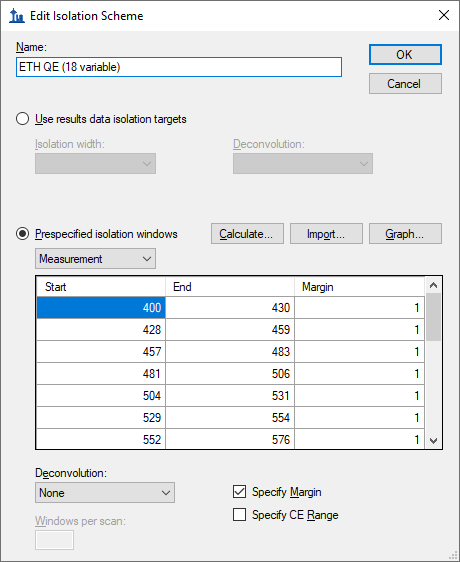 Edit Isolation Scheme
Name:
ETH QE (18 variable)
OK
Cancel
Use results data isolation targets
Isolation width:
Deconvolution:
Prespecified isolation windows
Calculate...
Import...
Graph...
Measurement
Start End Margin
400 430 1
428 459 1
457 483 1
481 506 1
504 531 1
529 554 1
552 576 1
Deconvolution:
None
Specify Margin
Windows per scan:
Specify CE Range